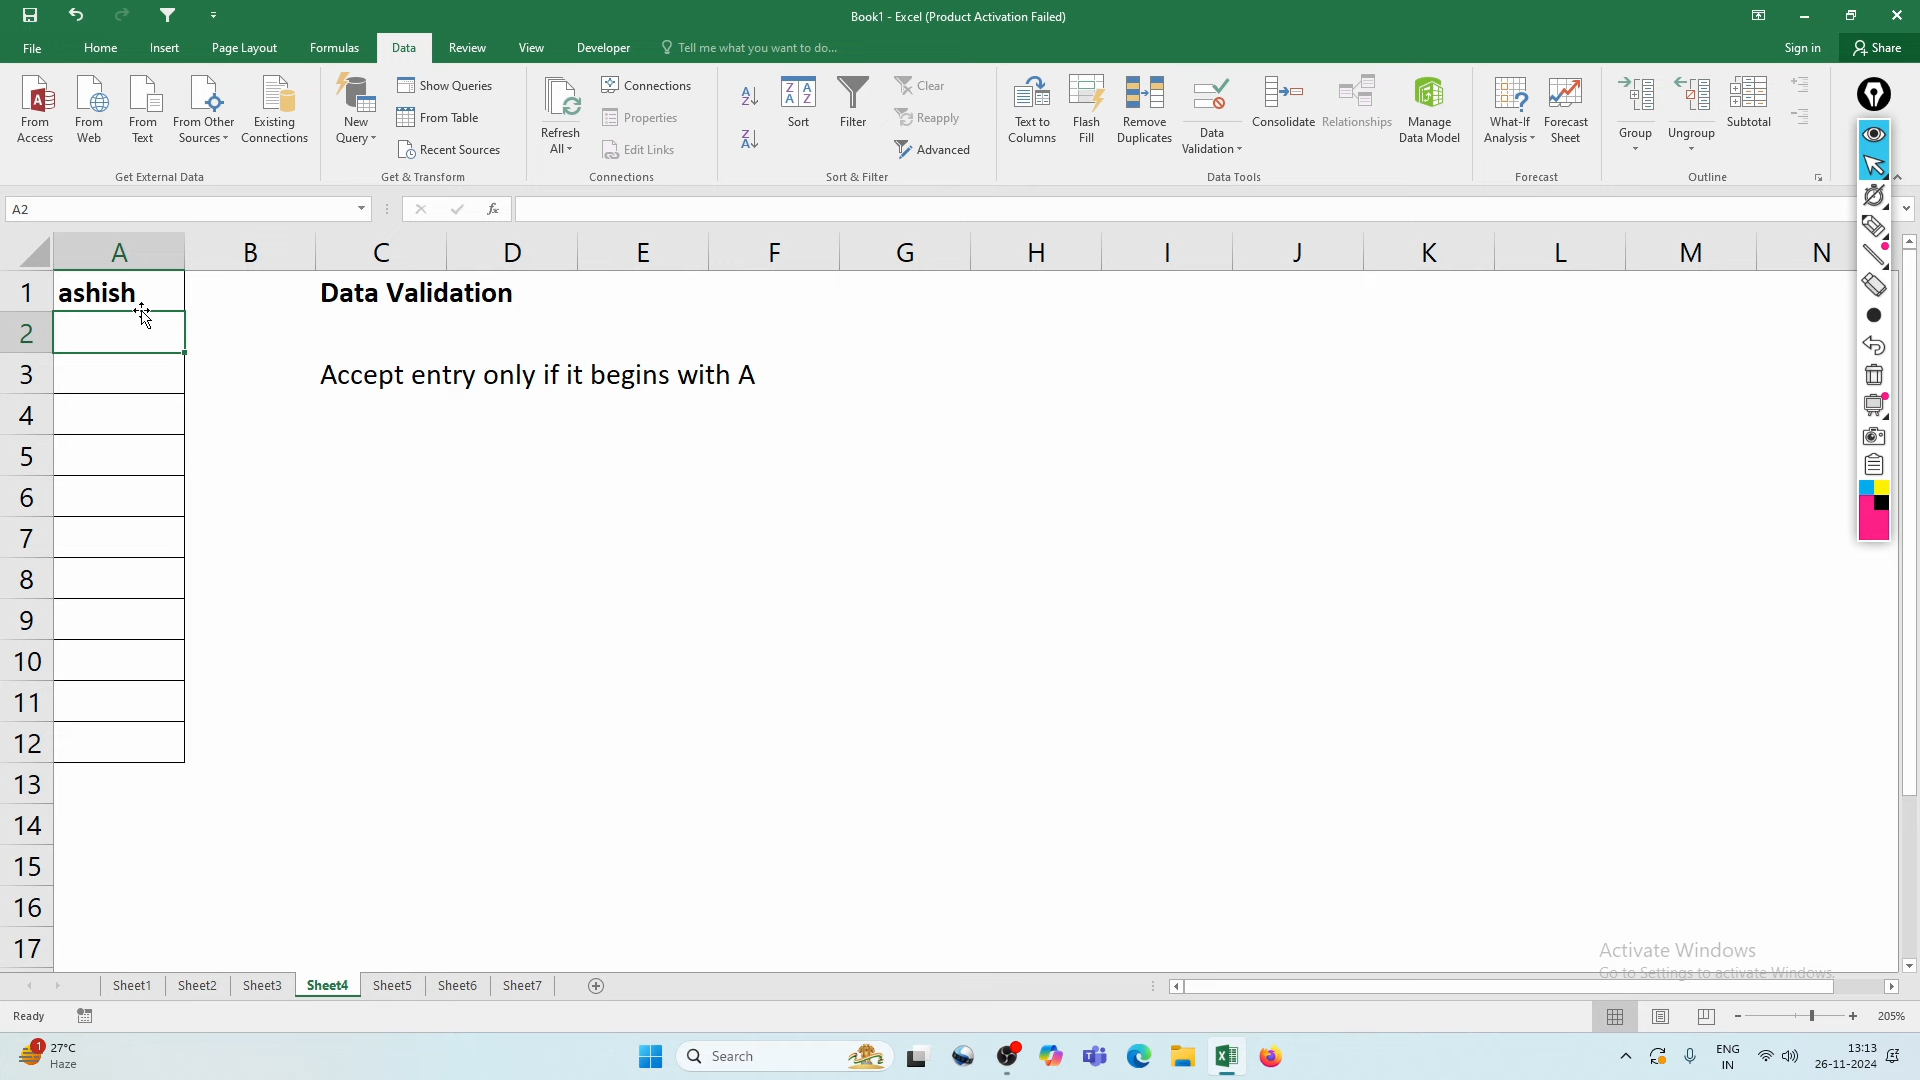 Book1 - Excel (Product Activation Failed)
File Home Insert Page Layout Formulas Data Review View Developer Tell me what you want to do... Sign in Share
From Access
From Web
From Text
From Other Sources
Existing Connections
Get External Data
New Query
Show Queries
From Table
Recent Sources
Get & Transform
Refresh All
Connections
Properties
Edit Links
Connections
Sort
Filter
Clear
Reapply
Advanced
Sort & Filter
Text to Columns
Flash Fill
Remove Duplicates
Data Validation
Consolidate
Relationships
Manage Data Model
Data Tools
What-If Analysis
Forecast Sheet
Forecast
Group
Ungroup
Subtotal
Outline
A2
fx
A B C D E F G H I J K L M N
1 ashish Data Validation
2
3 Accept entry only if it begins with A
4
5
6
7
8
9
10
11
12
13
14
15
16
17
Activate Windows
Go to Settings to activate Windows.
Sheet1 Sheet2 Sheet3 Sheet4 Sheet5 Sheet6 Sheet7
Ready
205%
1
27°C
Haze
Search
ENG
IN
13:13
26-11-2024